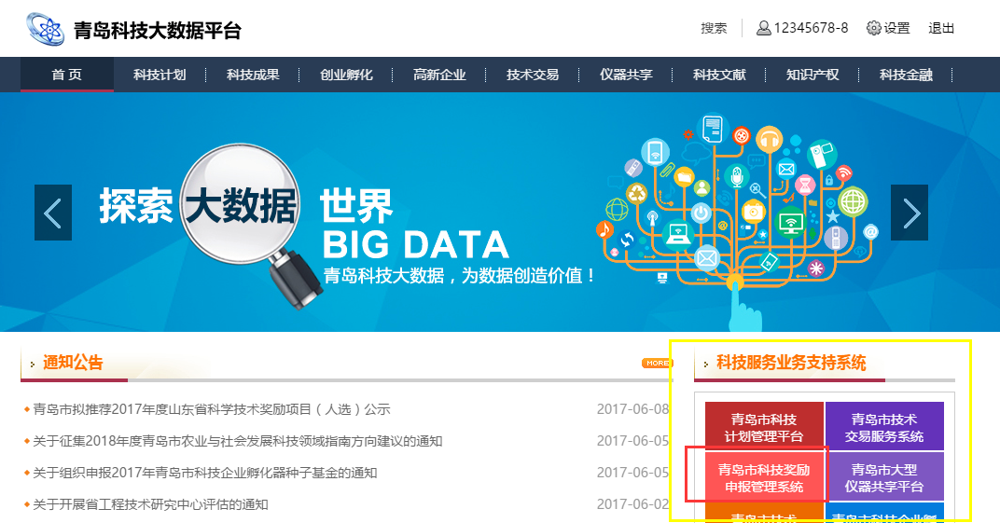 青岛科技大数据平台
搜索 12345678-8 设置 退出
首 页 科技计划 科技成果 创业孵化 高新企业 技术交易 仪器共享 科技文献 知识产权 科技金融
探索 大数据 世界
BIG DATA
青岛科技大数据，为数据创造价值！
通知公告 MORE
青岛市拟推荐2017年度山东省科学技术奖励项目（人选）公示 2017-06-08
关于征集2018年度青岛市农业与社会发展科技领域指南方向建议的通知 2017-06-05
关于组织申报2017年青岛市科技企业孵化器种子基金的通知 2017-06-05
关于开展省工程技术研究中心评估的通知 2017-06-02
科技服务业务支持系统
青岛市科技
计划管理平台
青岛市技术
交易服务系统
青岛市科技奖励
申报管理系统
青岛市大型
仪器共享平台
青岛市技术
青岛市科技企业孵